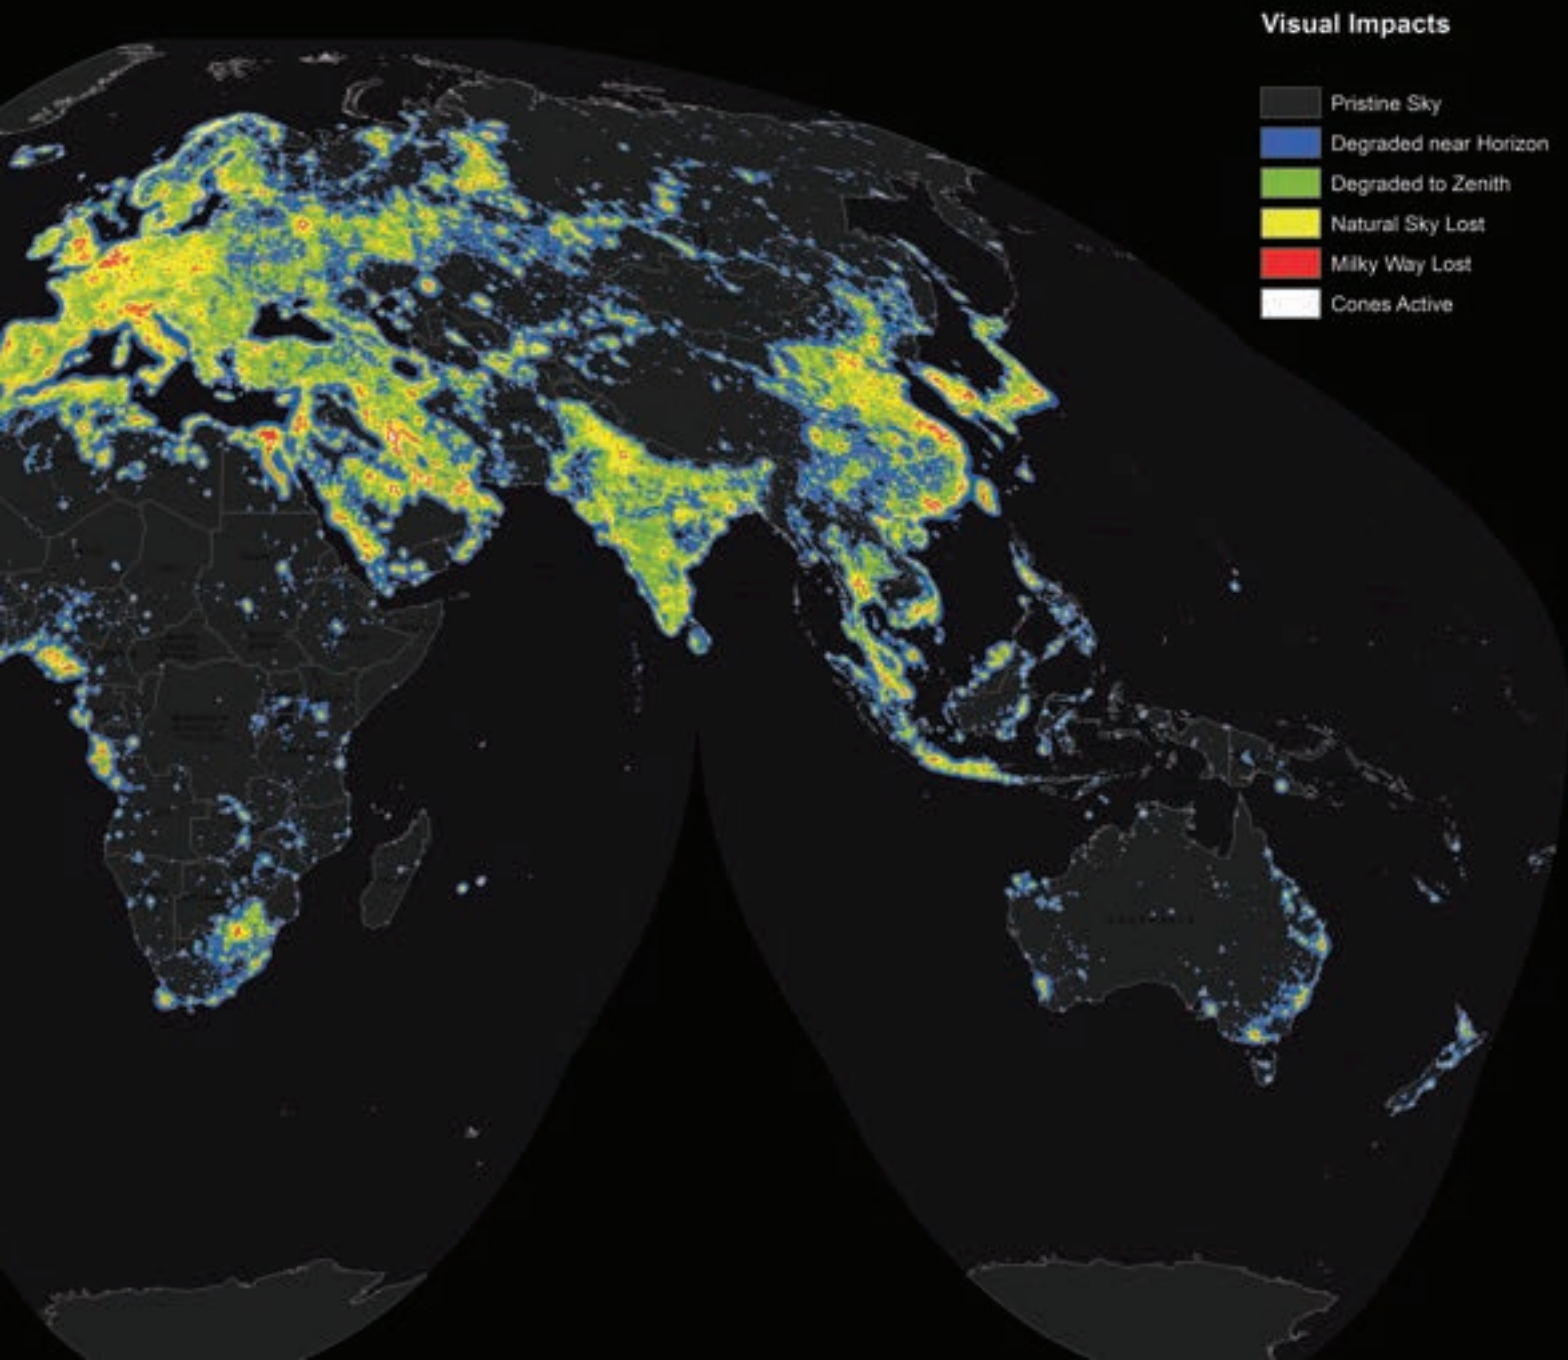 Visual Impacts
Pristine Sky
Degraded near Horizon
Degraded to Zenith
Natural Sky Lost
Milky Way Lost
Cones Active